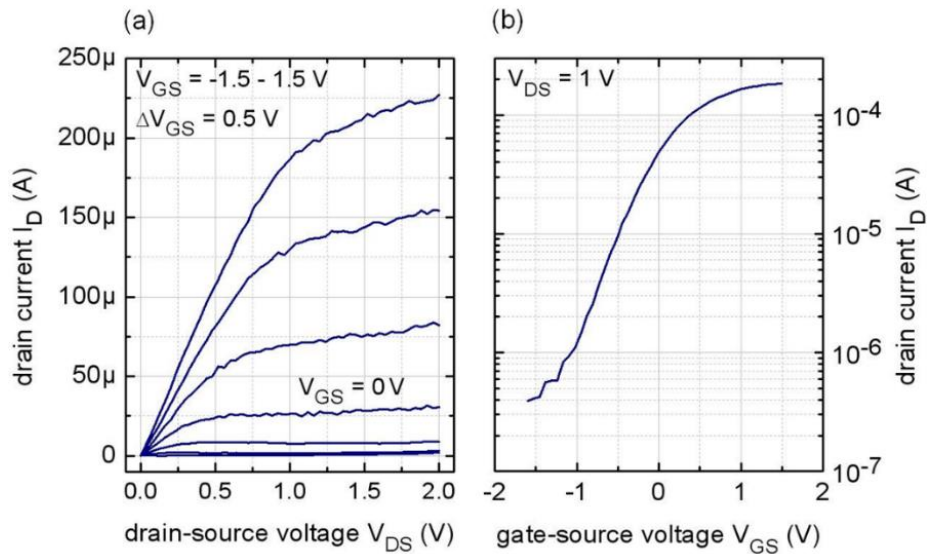 (a)
V_GS = -1.5 - 1.5 V
ΔV_GS = 0.5 V
V_GS = 0 V
250µ
200µ
150µ
100µ
50µ
0
drain current I_D (A)
0.0 0.5 1.0 1.5 2.0
drain-source voltage V_DS (V)
(b)
V_DS = 1 V
10^-4
10^-5
10^-6
10^-7
drain current I_D (A)
-2 -1 0 1 2
gate-source voltage V_GS (V)